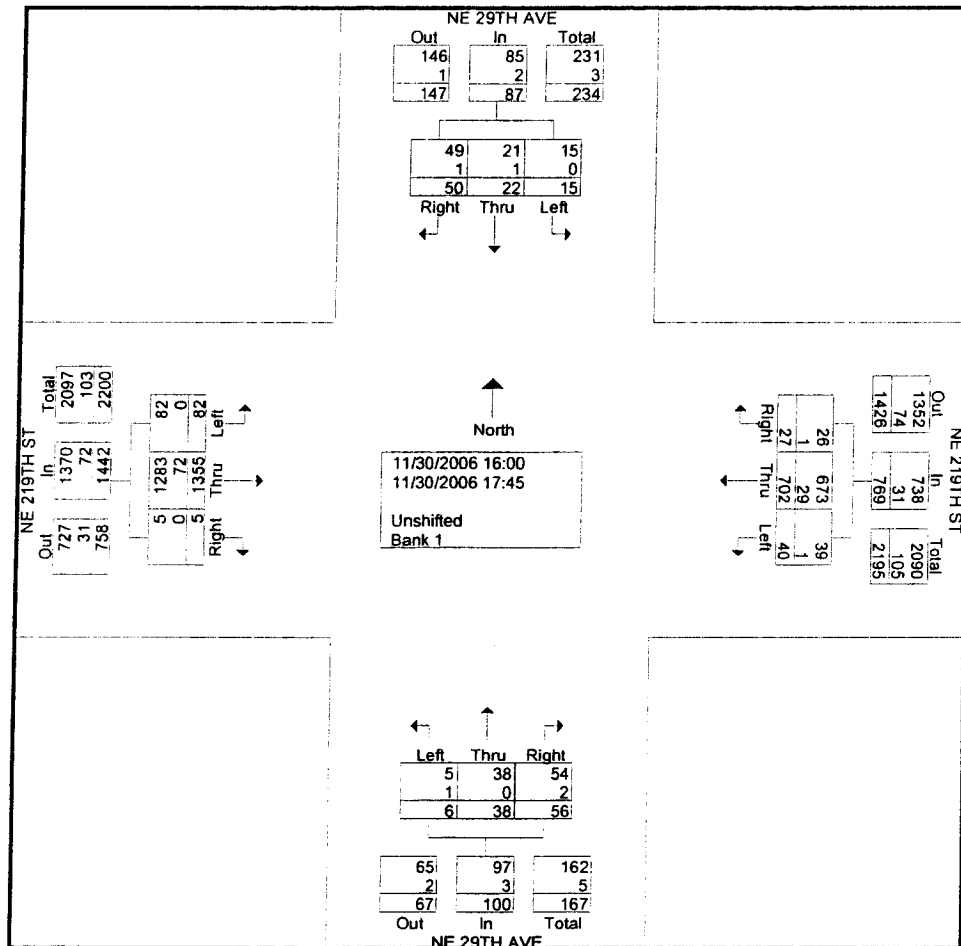 NE 29TH AVE
Out In Total
146 85 231
1 2 3
147 87 234
49 21 15
1 1 0
50 22 15
Right Thru Left
NE 219TH ST
Total In Out
2097 1370 727
103 72 31
2200 1442 758
82 1283 5
0 72 0
82 1355 5
Left Thru Right
North
11/30/2006 16:00
11/30/2006 17:45
Unshifted
Bank 1
Right Thru Left
27 702 40
1 29 1
26 673 39
NE 219TH ST
Out In Total
1352 738 2090
74 31 105
1426 769 2195
Left Thru Right
5 38 54
1 0 2
6 38 56
65 97 162
2 3 5
67 100 167
Out In Total
NE 29TH AVE